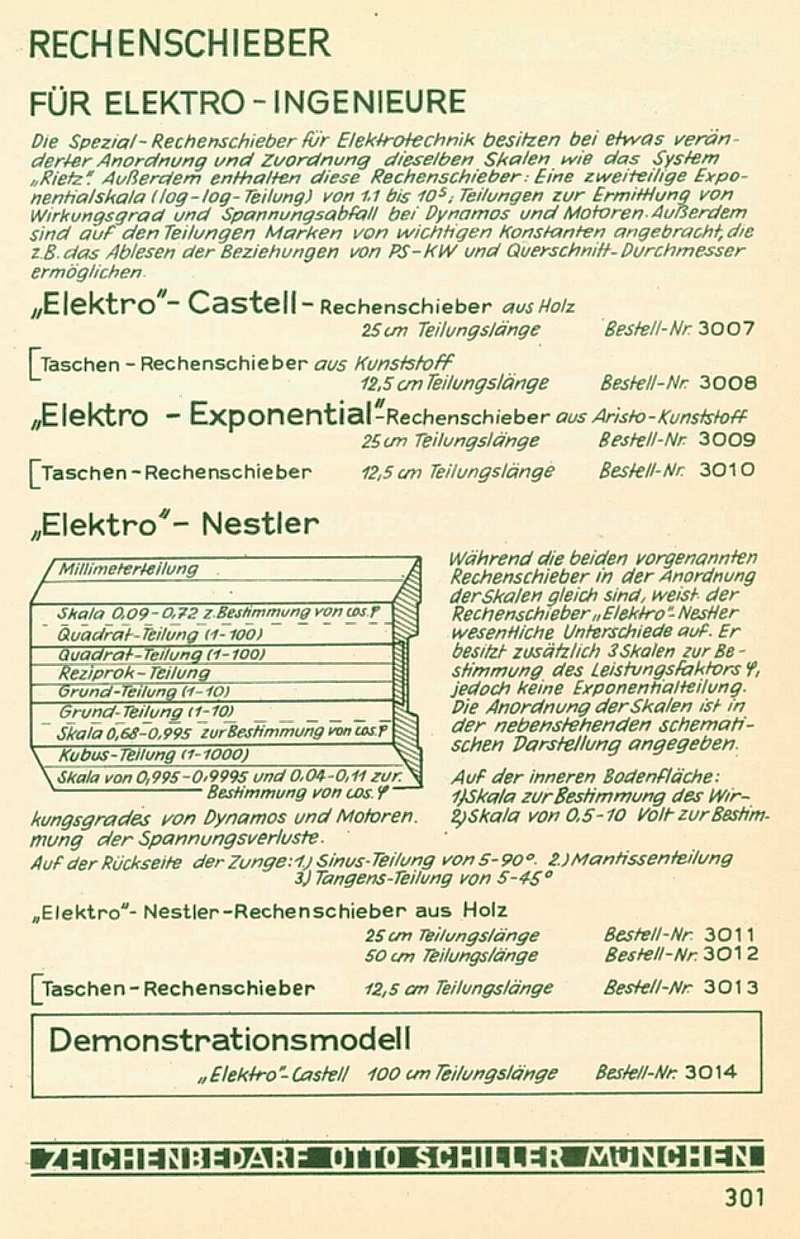 RECHENSCHIEBER
FÜR ELEKTRO-INGENIEURE
Die Spezial-Rechenschieber für Elektrotechnik besitzen bei etwas verän-
derter Anordnung und Zuordnung dieselben Skalen wie das System
„Rietz". Außerdem enthalten diese Rechenschieber: Eine zweiteilige Expo-
nentialskala (log-log-Teilung) von 1.1 bis 10⁵; Teilungen zur Ermittlung von
Wirkungsgrad und Spannungsabfall bei Dynamos und Motoren. Außerdem
sind auf den Teilungen Marken von wichtigen Konstanten angebracht, die
z.B. das Ablesen der Beziehungen von PS-KW und Querschnitt-Durchmesser
ermöglichen.
„Elektro"- Castell - Rechenschieber aus Holz
25 cm Teilungslänge Bestell-Nr. 3007
Taschen - Rechenschieber aus Kunststoff
12,5 cm Teilungslänge Bestell-Nr. 3008
„Elektro - Exponential"-Rechenschieber aus Aristo-Kunststoff
25 cm Teilungslänge Bestell-Nr. 3009
Taschen-Rechenschieber 12,5 cm Teilungslänge Bestell-Nr. 3010
„Elektro"- Nestler
Millimeterteilung
Skala 0,09-0,72 z. Bestimmung von cos. φ
Quadrat-Teilung (1-100)
Quadrat-Teilung (1-100)
Reziprok-Teilung
Grund-Teilung (1-10)
Grund-Teilung (1-10)
Skala 0,68-0,995 zur Bestimmung von cos. φ
Kubus-Teilung (1-1000)
Skala von 0,995-0,9995 und 0,04-0,11 zur
Bestimmung von cos. φ
Während die beiden vorgenannten
Rechenschieber in der Anordnung
der Skalen gleich sind, weist der
Rechenschieber „Elektro"-Nestler
wesentliche Unterschiede auf. Er
besitzt zusätzlich 3 Skalen zur Be-
stimmung des Leistungsfaktors φ,
jedoch keine Exponentialteilung.
Die Anordnung der Skalen ist in
der nebenstehenden schemati-
schen Darstellung angegeben.
Auf der inneren Bodenfläche:
1.) Skala zur Bestimmung des Wir-
kungsgrades von Dynamos und Motoren. 2.) Skala von 0,5-10 Volt zur Bestim-
mung der Spannungsverluste.
Auf der Rückseite der Zunge: 1.) Sinus-Teilung von 5-90°. 2.) Mantissenteilung
3.) Tangens-Teilung von 5-45°
„Elektro"- Nestler-Rechenschieber aus Holz
25 cm Teilungslänge Bestell-Nr. 3011
50 cm Teilungslänge Bestell-Nr. 3012
Taschen-Rechenschieber 12,5 cm Teilungslänge Bestell-Nr. 3013
Demonstrationsmodell
„Elektro"-Castell 100 cm Teilungslänge Bestell-Nr. 3014
ZEICHENBEDARF OTTO SCHILLER MÜNCHEN
301